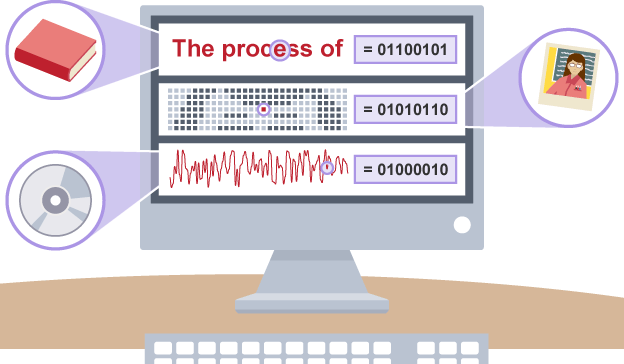 The process of = 01100101
= 01010110
= 01000010